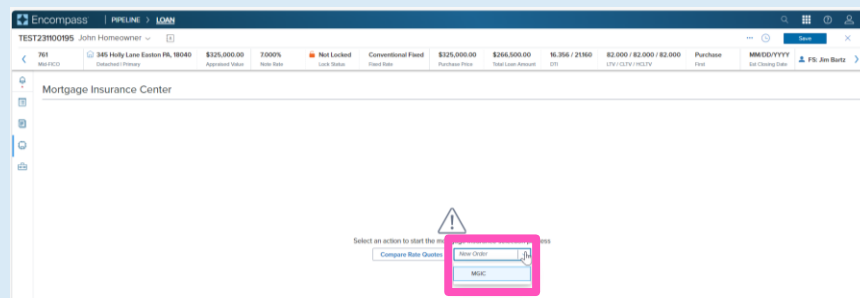 Encompass | PIPELINE > LOAN
TEST231100195 John Homeowner Save
761 345 Holly Lane Easton PA, 18040 $325,000.00 7.000% Not Locked Conventional Fixed $325,000.00 $266,500.00 16.356 / 21.160 82.000 / 82.000 / 82.000 Purchase MM/DD/YYYY FS: Jim Bartz
Detached | Primary Appraised Value Note Rate Lock Status Fixed Rate Purchase Price Total Loan Amount DTI LTV / CLTV / HCLTV First Est Closing Date
Mortgage Insurance Center
Select an action to start the
Compare Rate Quotes New Order
MGIC